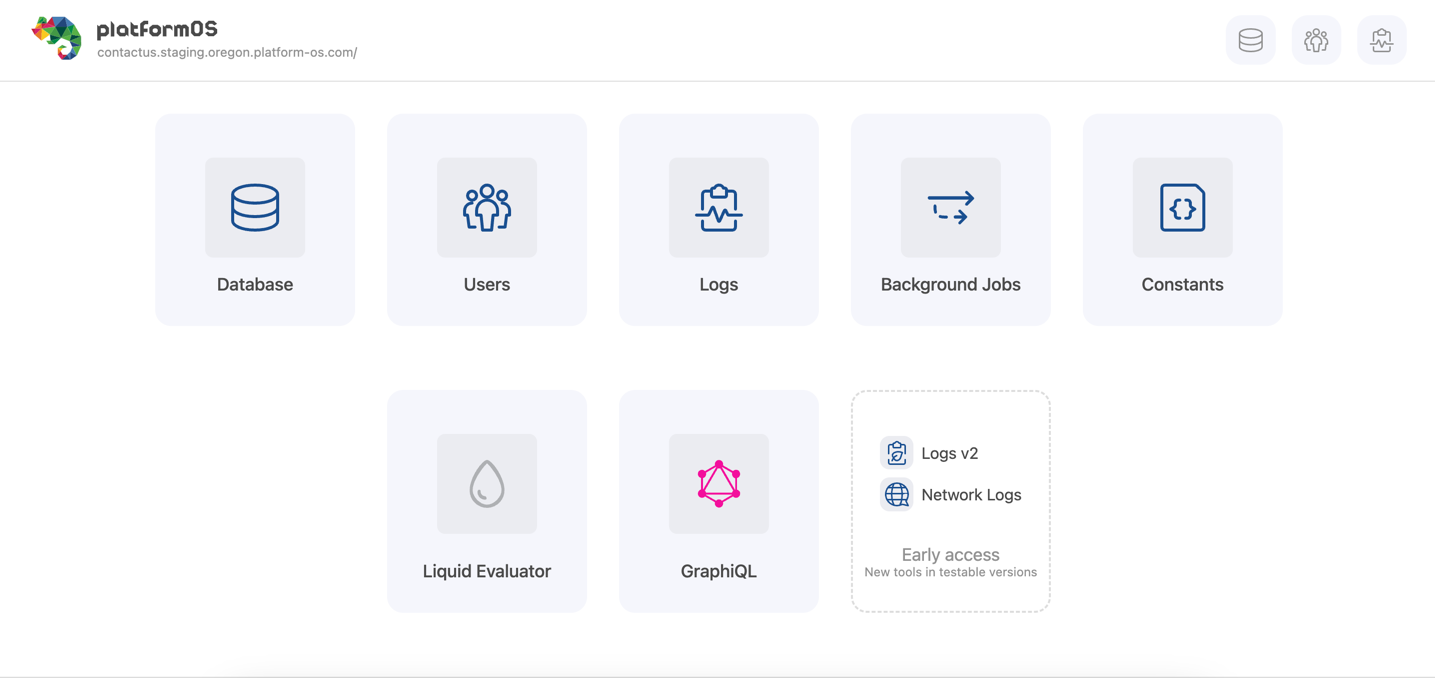 platformOS
contactus.staging.oregon.platform-os.com/
Database
Users
Logs
Background Jobs
Constants
Liquid Evaluator
GraphiQL
Logs v2
Network Logs
Early access
New tools in testable versions